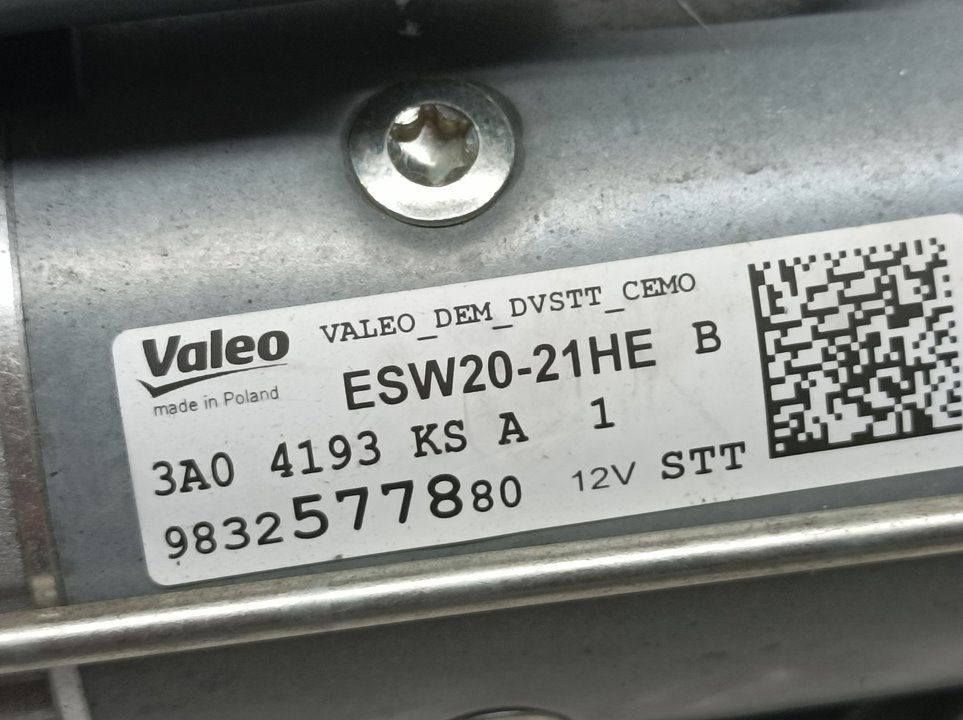 Valeo VALEO_DEM_DVSTT_CEMO
made in Poland ESW20-21HE B
3A0 4193 KS A 1
9832577880 12V STT